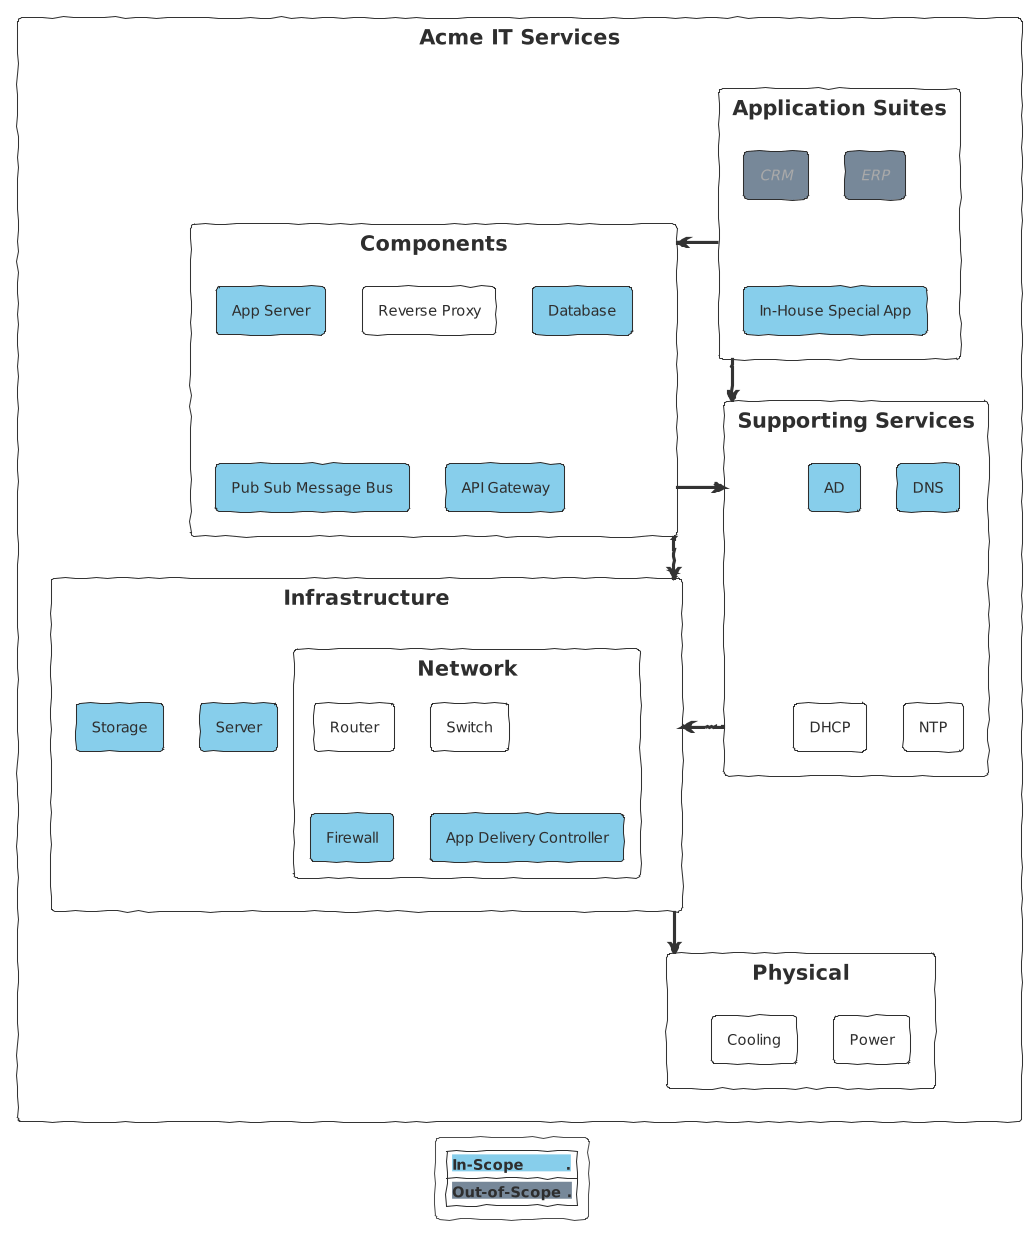 Acme IT Services
Application Suites
CRM
ERP
In-House Special App
Components
App Server
Reverse Proxy
Database
Pub Sub Message Bus
API Gateway
Supporting Services
AD
DNS
DHCP
NTP
Infrastructure
Storage
Server
Network
Router
Switch
Firewall
App Delivery Controller
Physical
Cooling
Power
In-Scope .
Out-of-Scope .